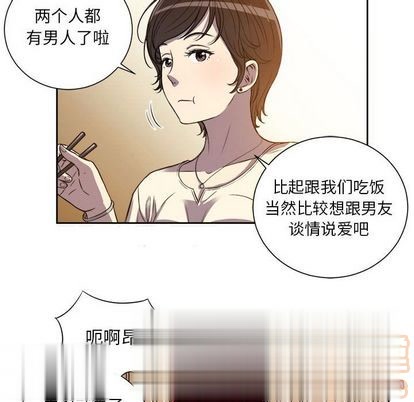 两个人都
有男人了啦
比起跟我们吃饭
当然比较想跟男友
谈情说爱吧
呃啊昂